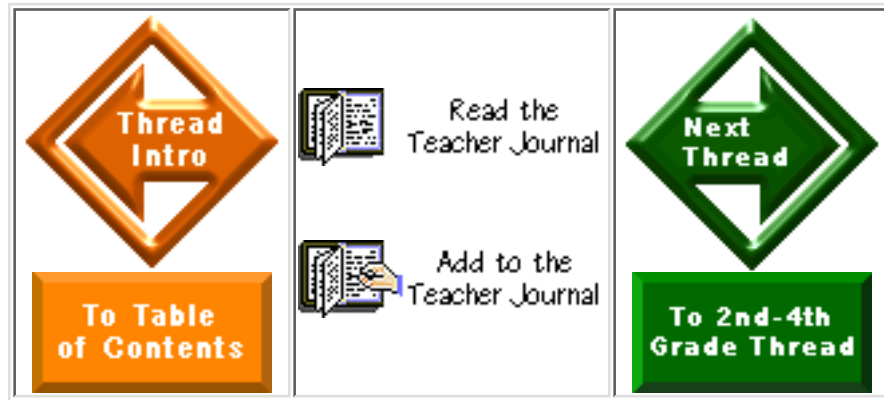 Thread
Intro
To Table
of Contents
Read the
Teacher Journal
Add to the
Teacher Journal
Next
Thread
To 2nd-4th
Grade Thread